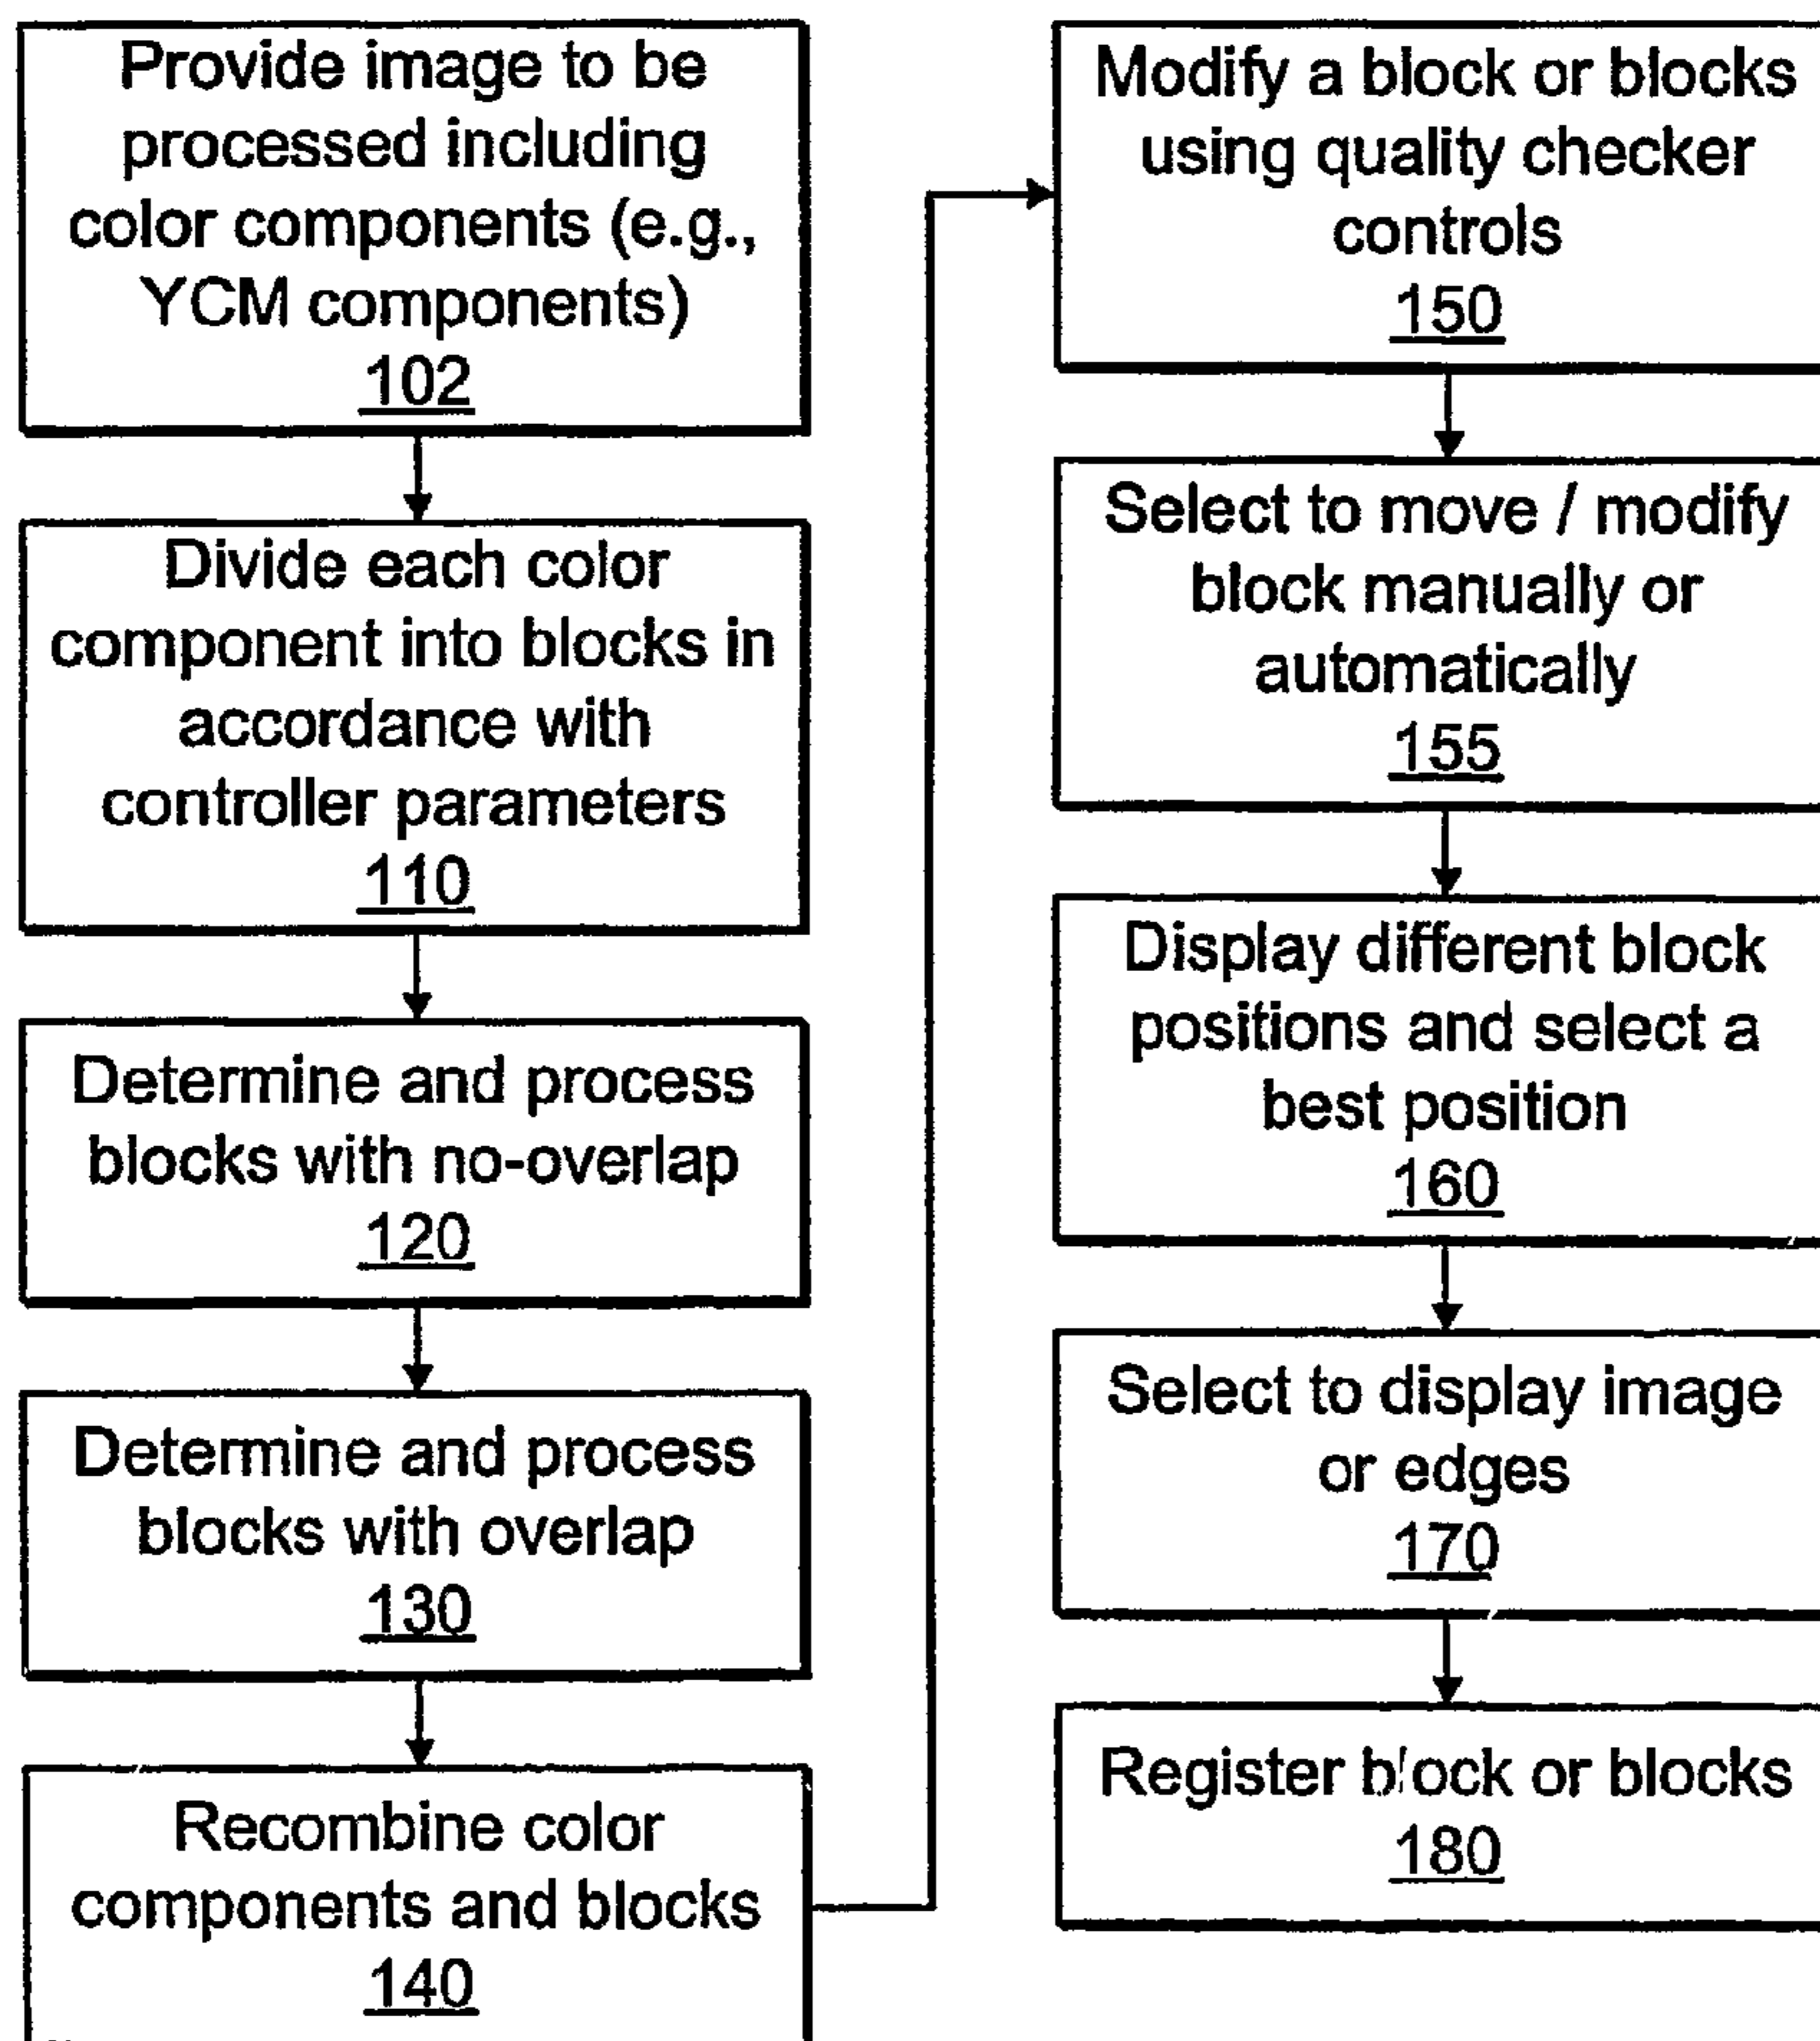 Provide image to be
processed including
color components (e.g.,
YCM components)
102
Divide each color
component into blocks in
accordance with
controller parameters
110
Determine and process
blocks with no-overlap
120
Determine and process
blocks with overlap
130
Recombine color
components and blocks
140
Modify a block or blocks
using quality checker
controls
150
Select to move / modify
block manually or
automatically
155
Display different block
positions and select a
best position
160
Select to display image
or edges
170
Register block or blocks
180